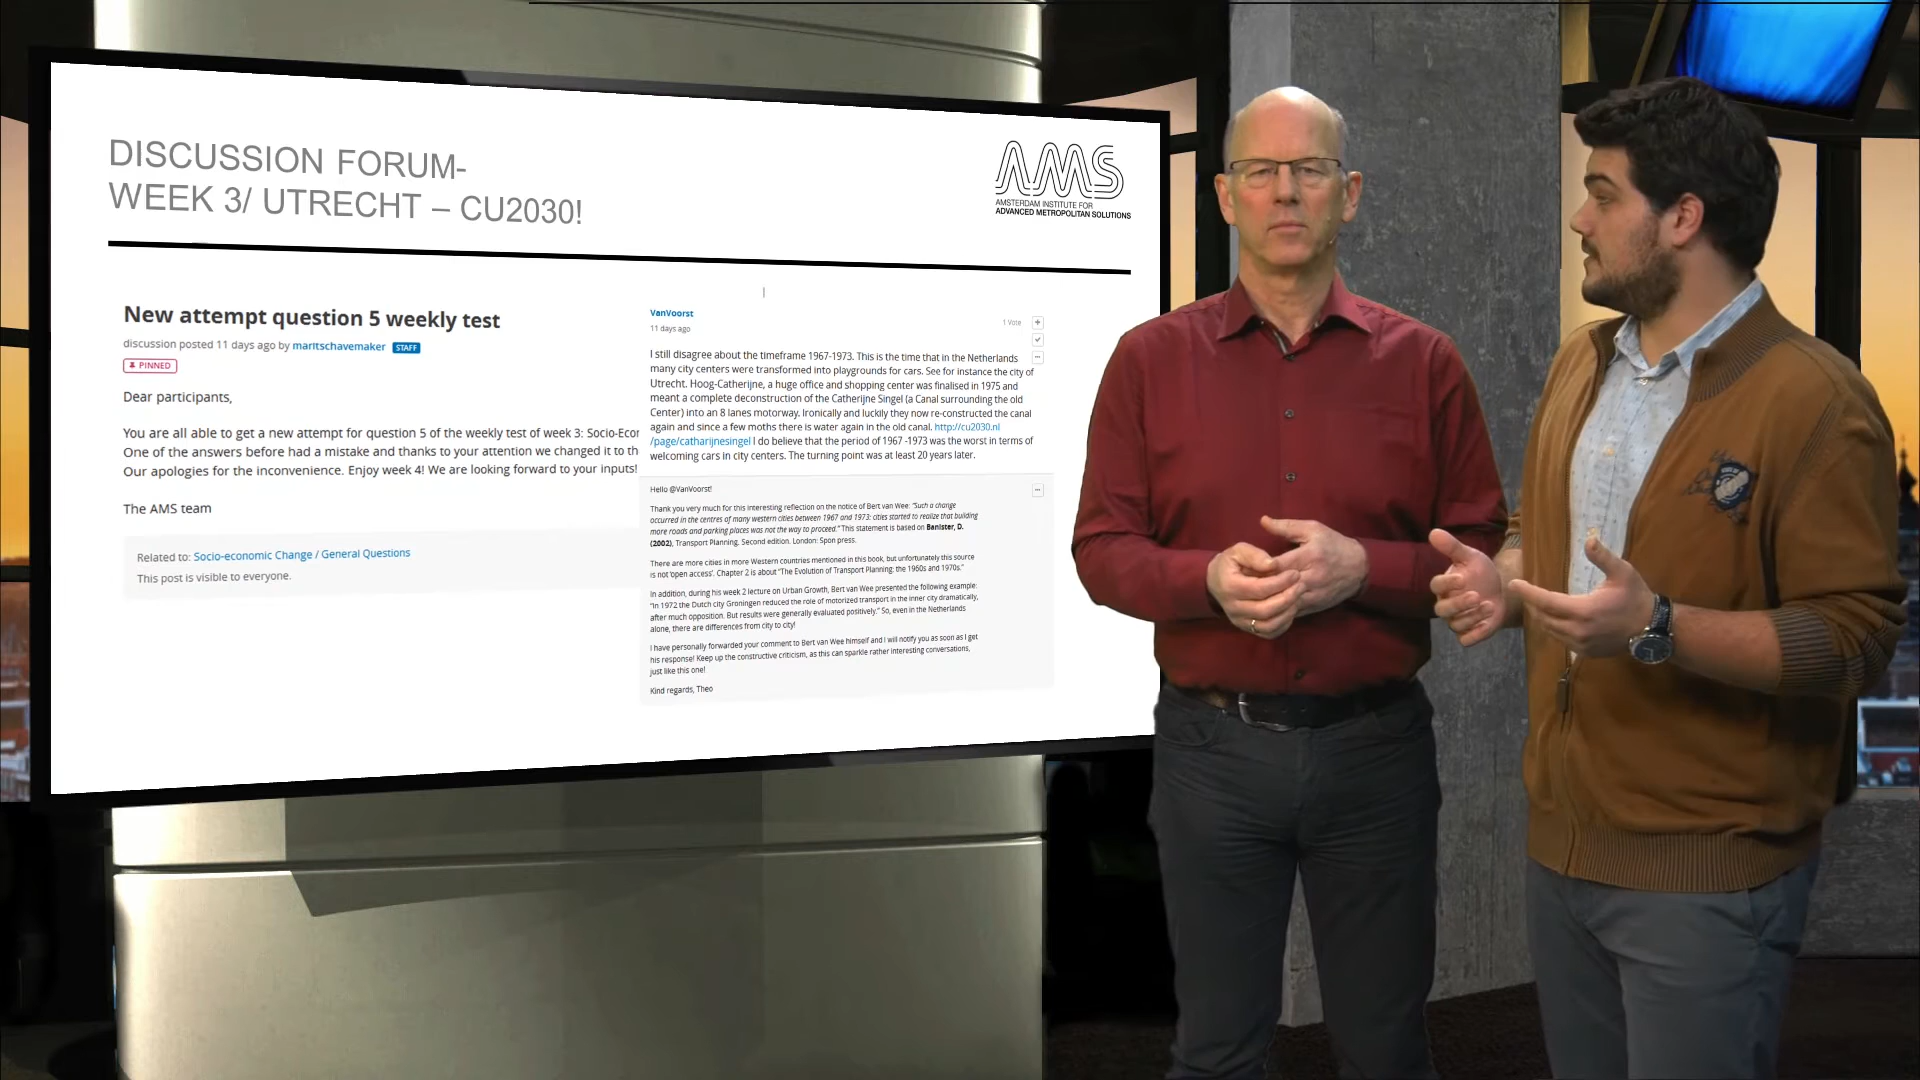 DISCUSSION FORUM-
WEEK 3/ UTRECHT – CU2030!
AMS
AMSTERDAM INSTITUTE FOR
ADVANCED METROPOLITAN SOLUTIONS
New attempt question 5 weekly test
discussion posted 11 days ago by maritschavemaker STAFF
PINNED
Dear participants,
You are all able to get a new attempt for question 5 of the weekly test of week 3: Socio-Ecor
One of the answers before had a mistake and thanks to your attention we changed it to th
Our apologies for the inconvenience. Enjoy week 4! We are looking forward to your inputs!
The AMS team
Related to: Socio-economic Change / General Questions
This post is visible to everyone.
VanVoorst
11 days ago
1 Vote
I still disagree about the timeframe 1967-1973. This is the time that in the Netherlands
many city centers were transformed into playgrounds for cars. See for instance the city of
Utrecht. Hoog-Catherijne, a huge office and shopping center was finalised in 1975 and
meant a complete deconstruction of the Catherijne Singel (a Canal surrounding the old
Center) into an 8 lanes motorway. Ironically and luckily they now re-constructed the canal
again and since a few moths there is water again in the old canal. http://cu2030.nl
/page/catharijnesingel I do believe that the period of 1967 -1973 was the worst in terms of
welcoming cars in city centers. The turning point was at least 20 years later.
Hello @VanVoorst!
Thank you very much for this interesting reflection on the notice of Bert van Wee: "Such a change
occurred in the centres of many western cities between 1967 and 1973: cities started to realize that building
more roads and parking places was not the way to proceed." This statement is based on Banister, D.
(2002), Transport Planning. Second edition. London: Spon press.
There are more cities in more Western countries mentioned in this book, but unfortunately this source
is not 'open access'. Chapter 2 is about "The Evolution of Transport Planning: the 1960s and 1970s."
In addition, during his week 2 lecture on Urban Growth, Bert van Wee presented the following example:
"In 1972 the Dutch city Groningen reduced the role of motorized transport in the inner city dramatically,
after much opposition. But results were generally evaluated positively." So, even in the Netherlands
alone, there are differences from city to city!
I have personally forwarded your comment to Bert van Wee himself and I will notify you as soon as I get
his response! Keep up the constructive criticism, as this can sparkle rather interesting conversations,
just like this one!
Kind regards, Theo